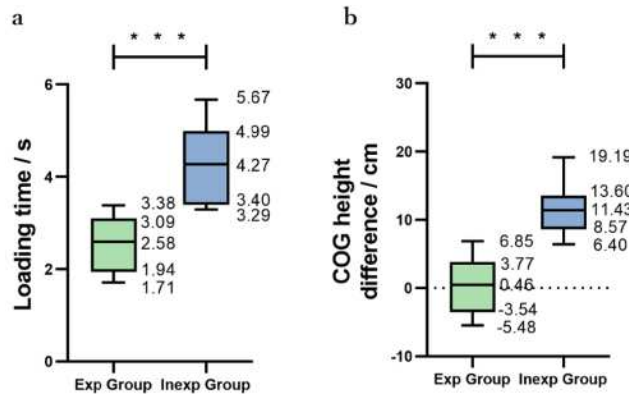 a
* * *
Loading time / s
6
4
2
0
5.67
4.99
4.27
3.40
3.29
3.38
3.09
2.58
1.94
1.71
Exp Group
Inexp Group
b
* * *
COG height
difference / cm
30
20
10
0
-10
19.19
13.60
11.43
8.57
6.40
6.85
3.77
0.46
-3.54
-5.48
Exp Group
Inexp Group